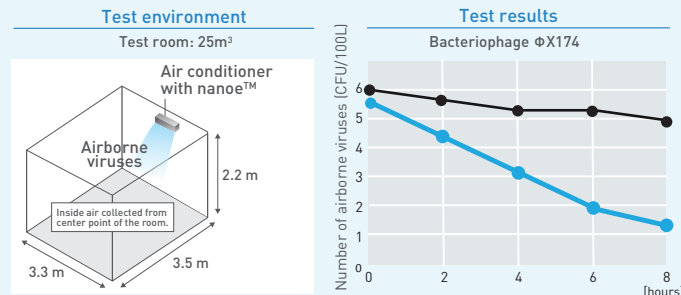 Test environment
Test room: 25m³
Air conditioner
with nanoe™
Airborne
viruses
2.2 m
Inside air collected from
center point of the room.
3.3 m
3.5 m
Test results
Bacteriophage ΦX174
Number of airborne viruses (CFU/100L)
6
5
4
3
2
1
0
0
2
4
6
8
[hours]